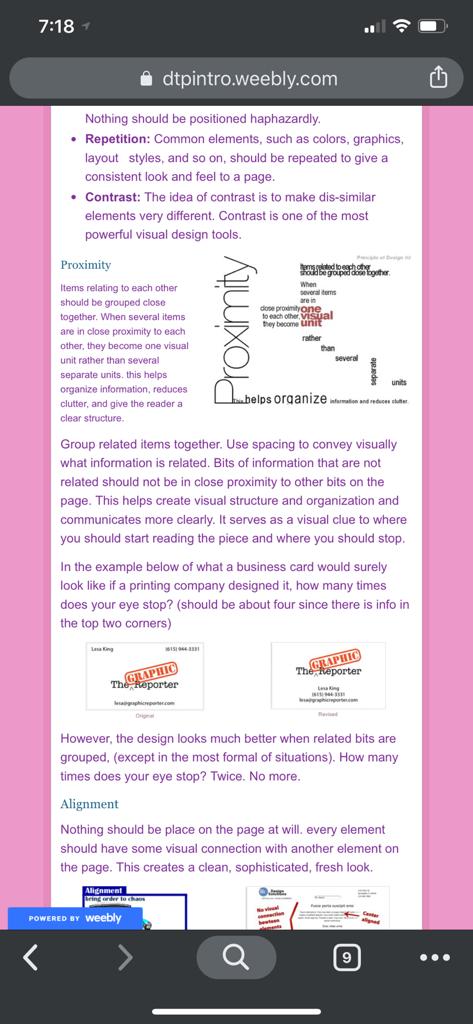 7:18
dtpintro.weebly.com
Nothing should be positioned haphazardly.
• Repetition: Common elements, such as colors, graphics,
layout styles, and so on, should be repeated to give a
consistent look and feel to a page.
• Contrast: The idea of contrast is to make dis-similar
elements very different. Contrast is one of the most
powerful visual design tools.
Proximity
Items relating to each other
should be grouped close
together. When several items
are in close proximity to each
other, they become one visual
unit rather than several
separate units. this helps
organize information, reduces
clutter, and give the reader a
clear structure.
Principle of Design #2
Proximity
Items related to each other
should be grouped close together.
When
several items
are in
close proximity one
to each other, visual
they become unit
rather
than
several
separate
units
This helps organize information and reduces clutter.
Group related items together. Use spacing to convey visually
what information is related. Bits of information that are not
related should not be in close proximity to other bits on the
page. This helps create visual structure and organization and
communicates more clearly. It serves as a visual clue to where
you should start reading the piece and where you should stop.
In the example below of what a business card would surely
look like if a printing company designed it, how many times
does your eye stop? (should be about four since there is info in
the top two corners)
Lesa King (615) 944-3331
GRAPHIC
The Reporter
lesa@graphicreporter.com
Original
GRAPHIC
The Reporter
Lesa King
(615) 944-3331
lesa@graphicreporter.com
Revised
However, the design looks much better when related bits are
grouped, (except in the most formal of situations). How many
times does your eye stop? Twice. No more.
Alignment
Nothing should be place on the page at will. every element
should have some visual connection with another element on
the page. This creates a clean, sophisticated, fresh look.
Alignment
bring order to chaos
Design
No visual
connection
between
elements
Center
aligned
POWERED BY weebly
9